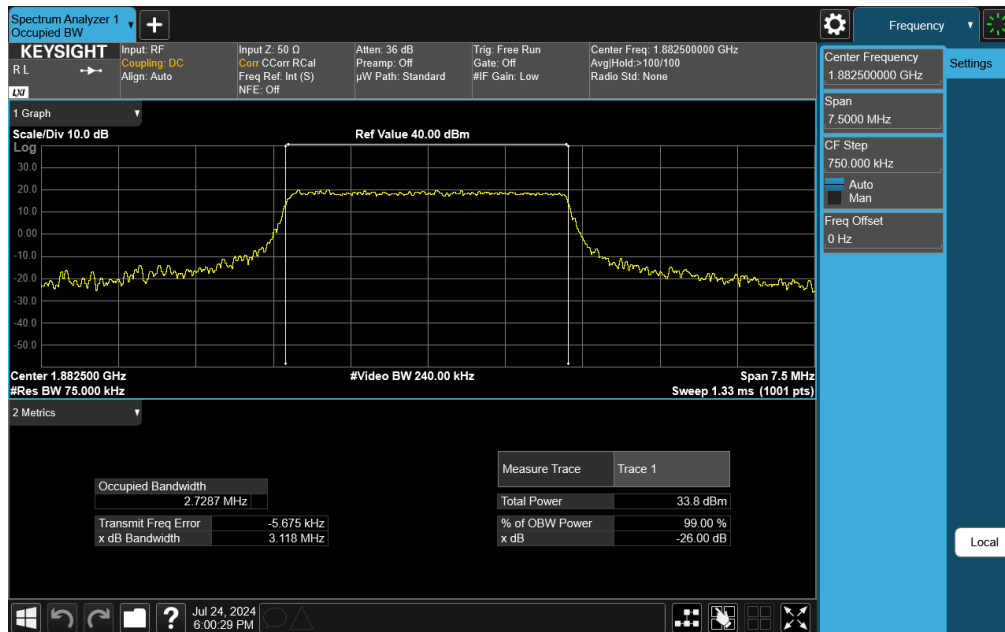 Spectrum Analyzer 1
Occupied BW
Frequency
KEYSIGHT
R L
LXI
Input: RF
Coupling: DC
Align: Auto
Input Z: 50 Ω
Corr CCorr RCal
Freq Ref: Int (S)
NFE: Off
Atten: 36 dB
Preamp: Off
µW Path: Standard
Trig: Free Run
Gate: Off
#IF Gain: Low
Center Freq: 1.882500000 GHz
Avg|Hold:>100/100
Radio Std: None
Center Frequency
1.882500000 GHz
Settings
Span
7.5000 MHz
CF Step
750.000 kHz
Auto
Man
Freq Offset
0 Hz
Local
1 Graph
Scale/Div 10.0 dB
Ref Value 40.00 dBm
Log
30.0
20.0
10.0
0.00
-10.0
-20.0
-30.0
-40.0
-50.0
Center 1.882500 GHz
#Video BW 240.00 kHz
Span 7.5 MHz
#Res BW 75.000 kHz
Sweep 1.33 ms (1001 pts)
2 Metrics
Occupied Bandwidth
2.7287 MHz
Transmit Freq Error -5.675 kHz
x dB Bandwidth 3.118 MHz
Measure Trace Trace 1
Total Power 33.8 dBm
% of OBW Power 99.00 %
x dB -26.00 dB
?
Jul 24, 2024
6:00:29 PM